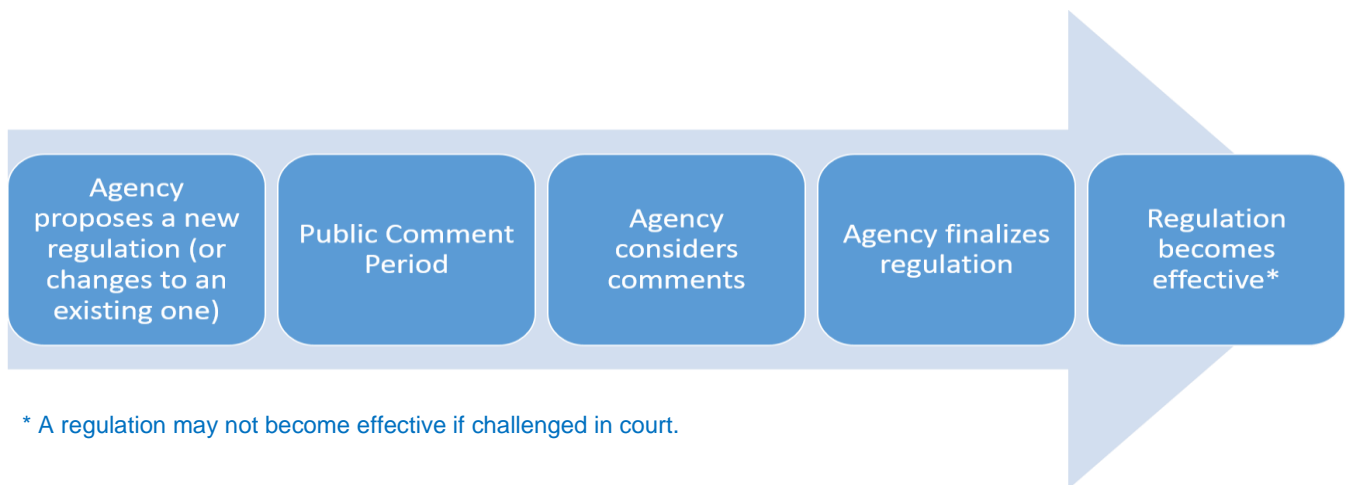 Agency
proposes a new
regulation (or
changes to an
existing one)
Public Comment
Period
Agency
considers
comments
Agency finalizes
regulation
Regulation
becomes
effective*
* A regulation may not become effective if challenged in court.